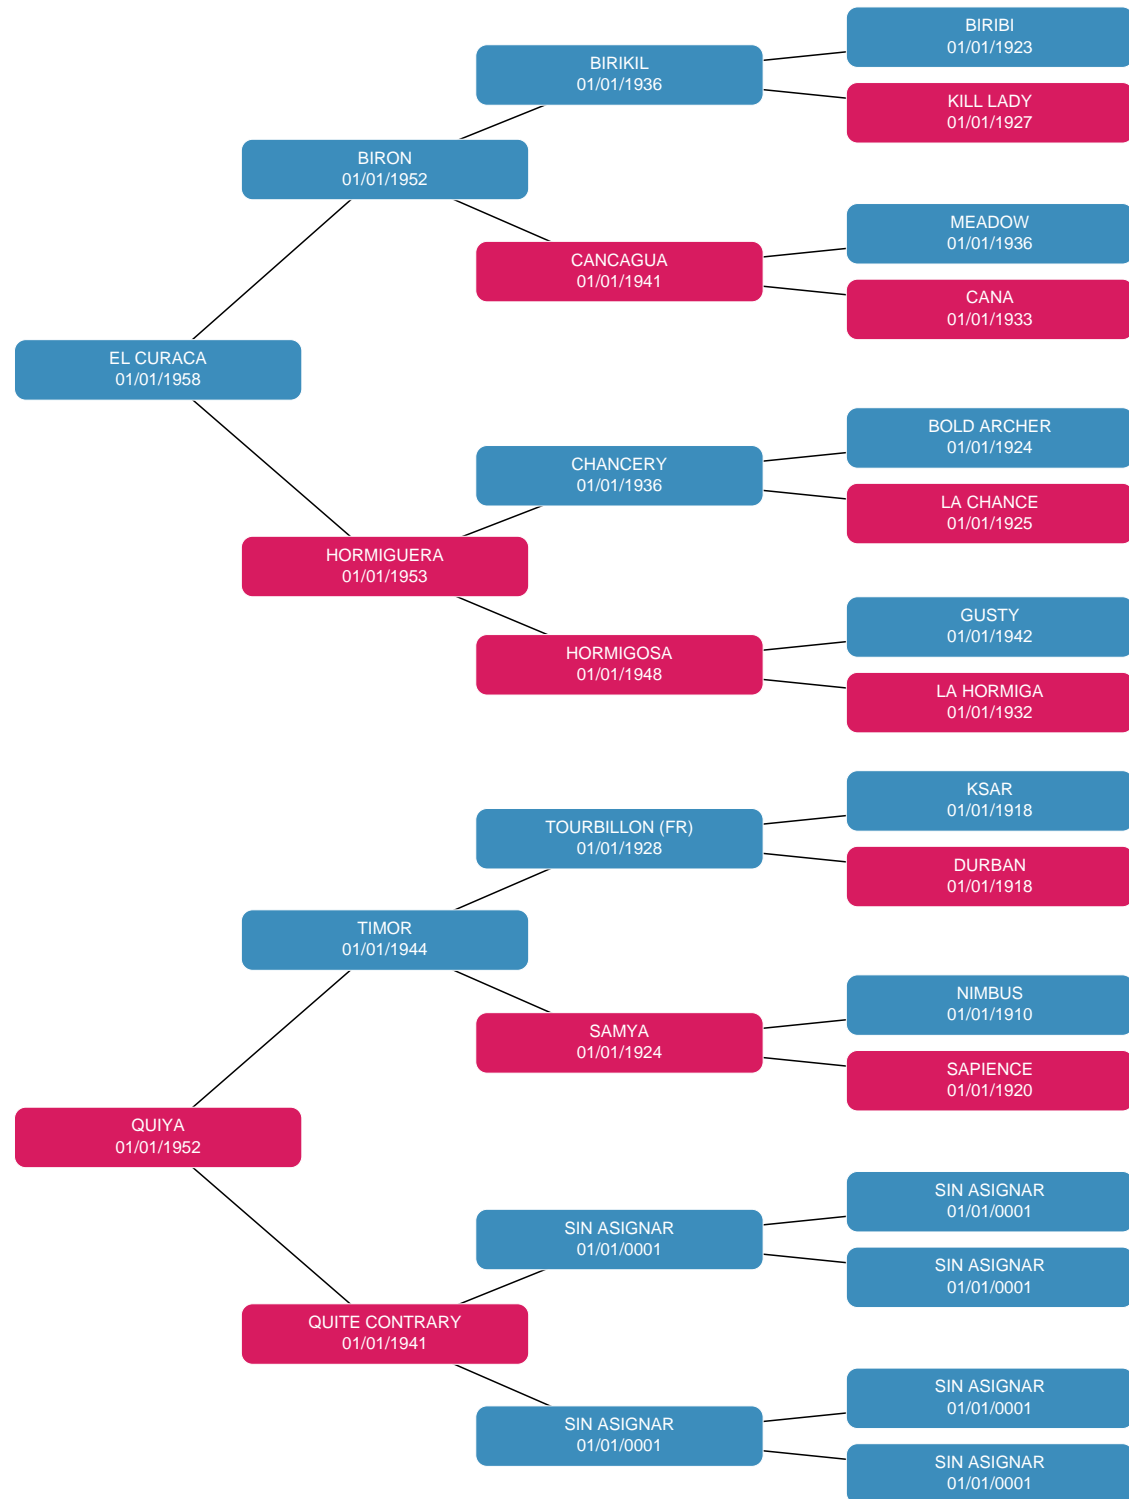 BIRIBI
01/01/1923
BIRIKIL
01/01/1936
KILL LADY
01/01/1927
BIRON
01/01/1952
MEADOW
01/01/1936
CANCAGUA
01/01/1941
CANA
01/01/1933
EL CURACA
01/01/1958
BOLD ARCHER
01/01/1924
CHANCERY
01/01/1936
LA CHANCE
01/01/1925
HORMIGUERA
01/01/1953
GUSTY
01/01/1942
HORMIGOSA
01/01/1948
LA HORMIGA
01/01/1932
KSAR
01/01/1918
TOURBILLON (FR)
01/01/1928
DURBAN
01/01/1918
TIMOR
01/01/1944
NIMBUS
01/01/1910
SAMYA
01/01/1924
SAPIENCE
01/01/1920
QUIYA
01/01/1952
SIN ASIGNAR
01/01/0001
SIN ASIGNAR
01/01/0001
SIN ASIGNAR
01/01/0001
QUITE CONTRARY
01/01/1941
SIN ASIGNAR
01/01/0001
SIN ASIGNAR
01/01/0001
SIN ASIGNAR
01/01/0001